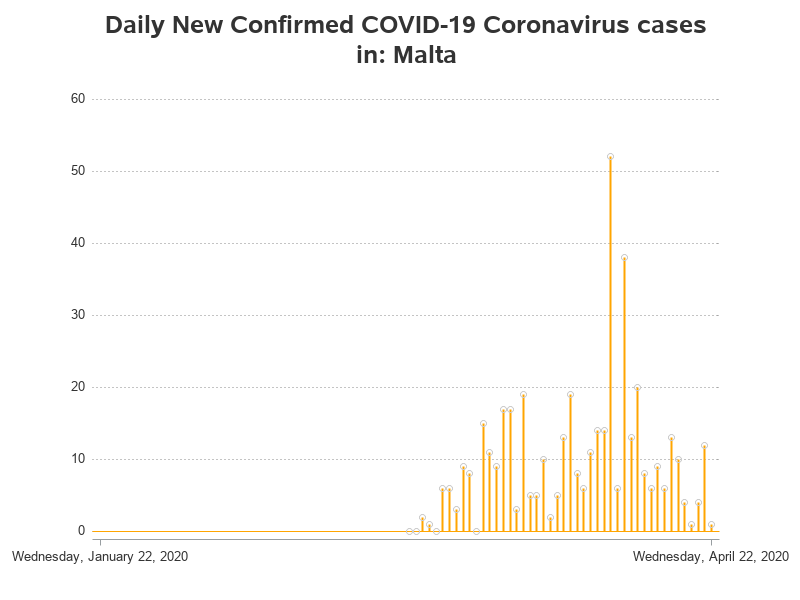 Daily New Confirmed COVID-19 Coronavirus cases
in: Malta
60
50
40
30
20
10
0
Wednesday, January 22, 2020 Wednesday, April 22, 2020